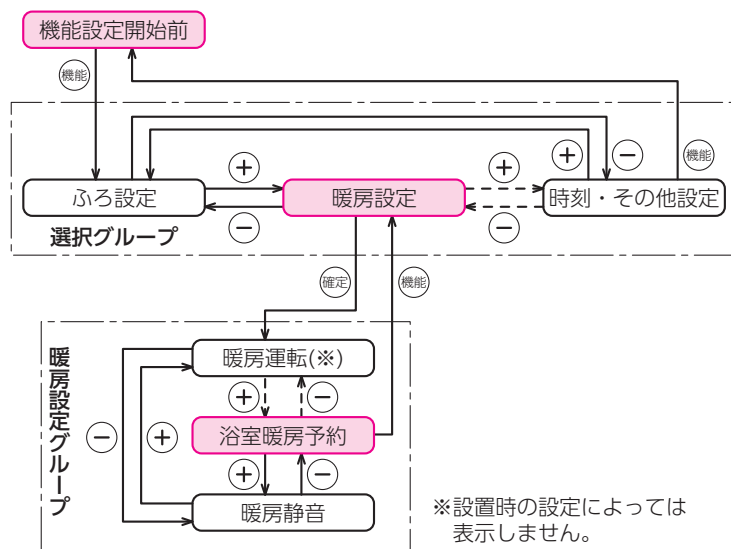 機能設定開始前
機能
＋
－
機能
＋
＋
ふろ設定
暖房設定
時刻・その他設定
－
－
選択グループ
確定
機能
暖房設定グループ
暖房運転(※)
＋
－
－
＋
浴室暖房予約
＋
－
暖房静音
※設置時の設定によっては
表示しません。